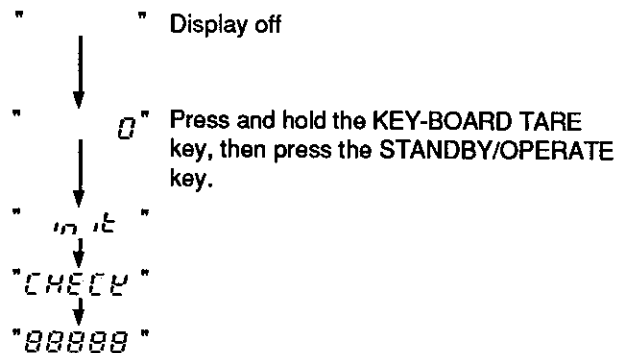 " " Display off
" 0" Press and hold the KEY-BOARD TARE
key, then press the STANDBY/OPERATE
key.
" init "
"CHECK "
"88888 "